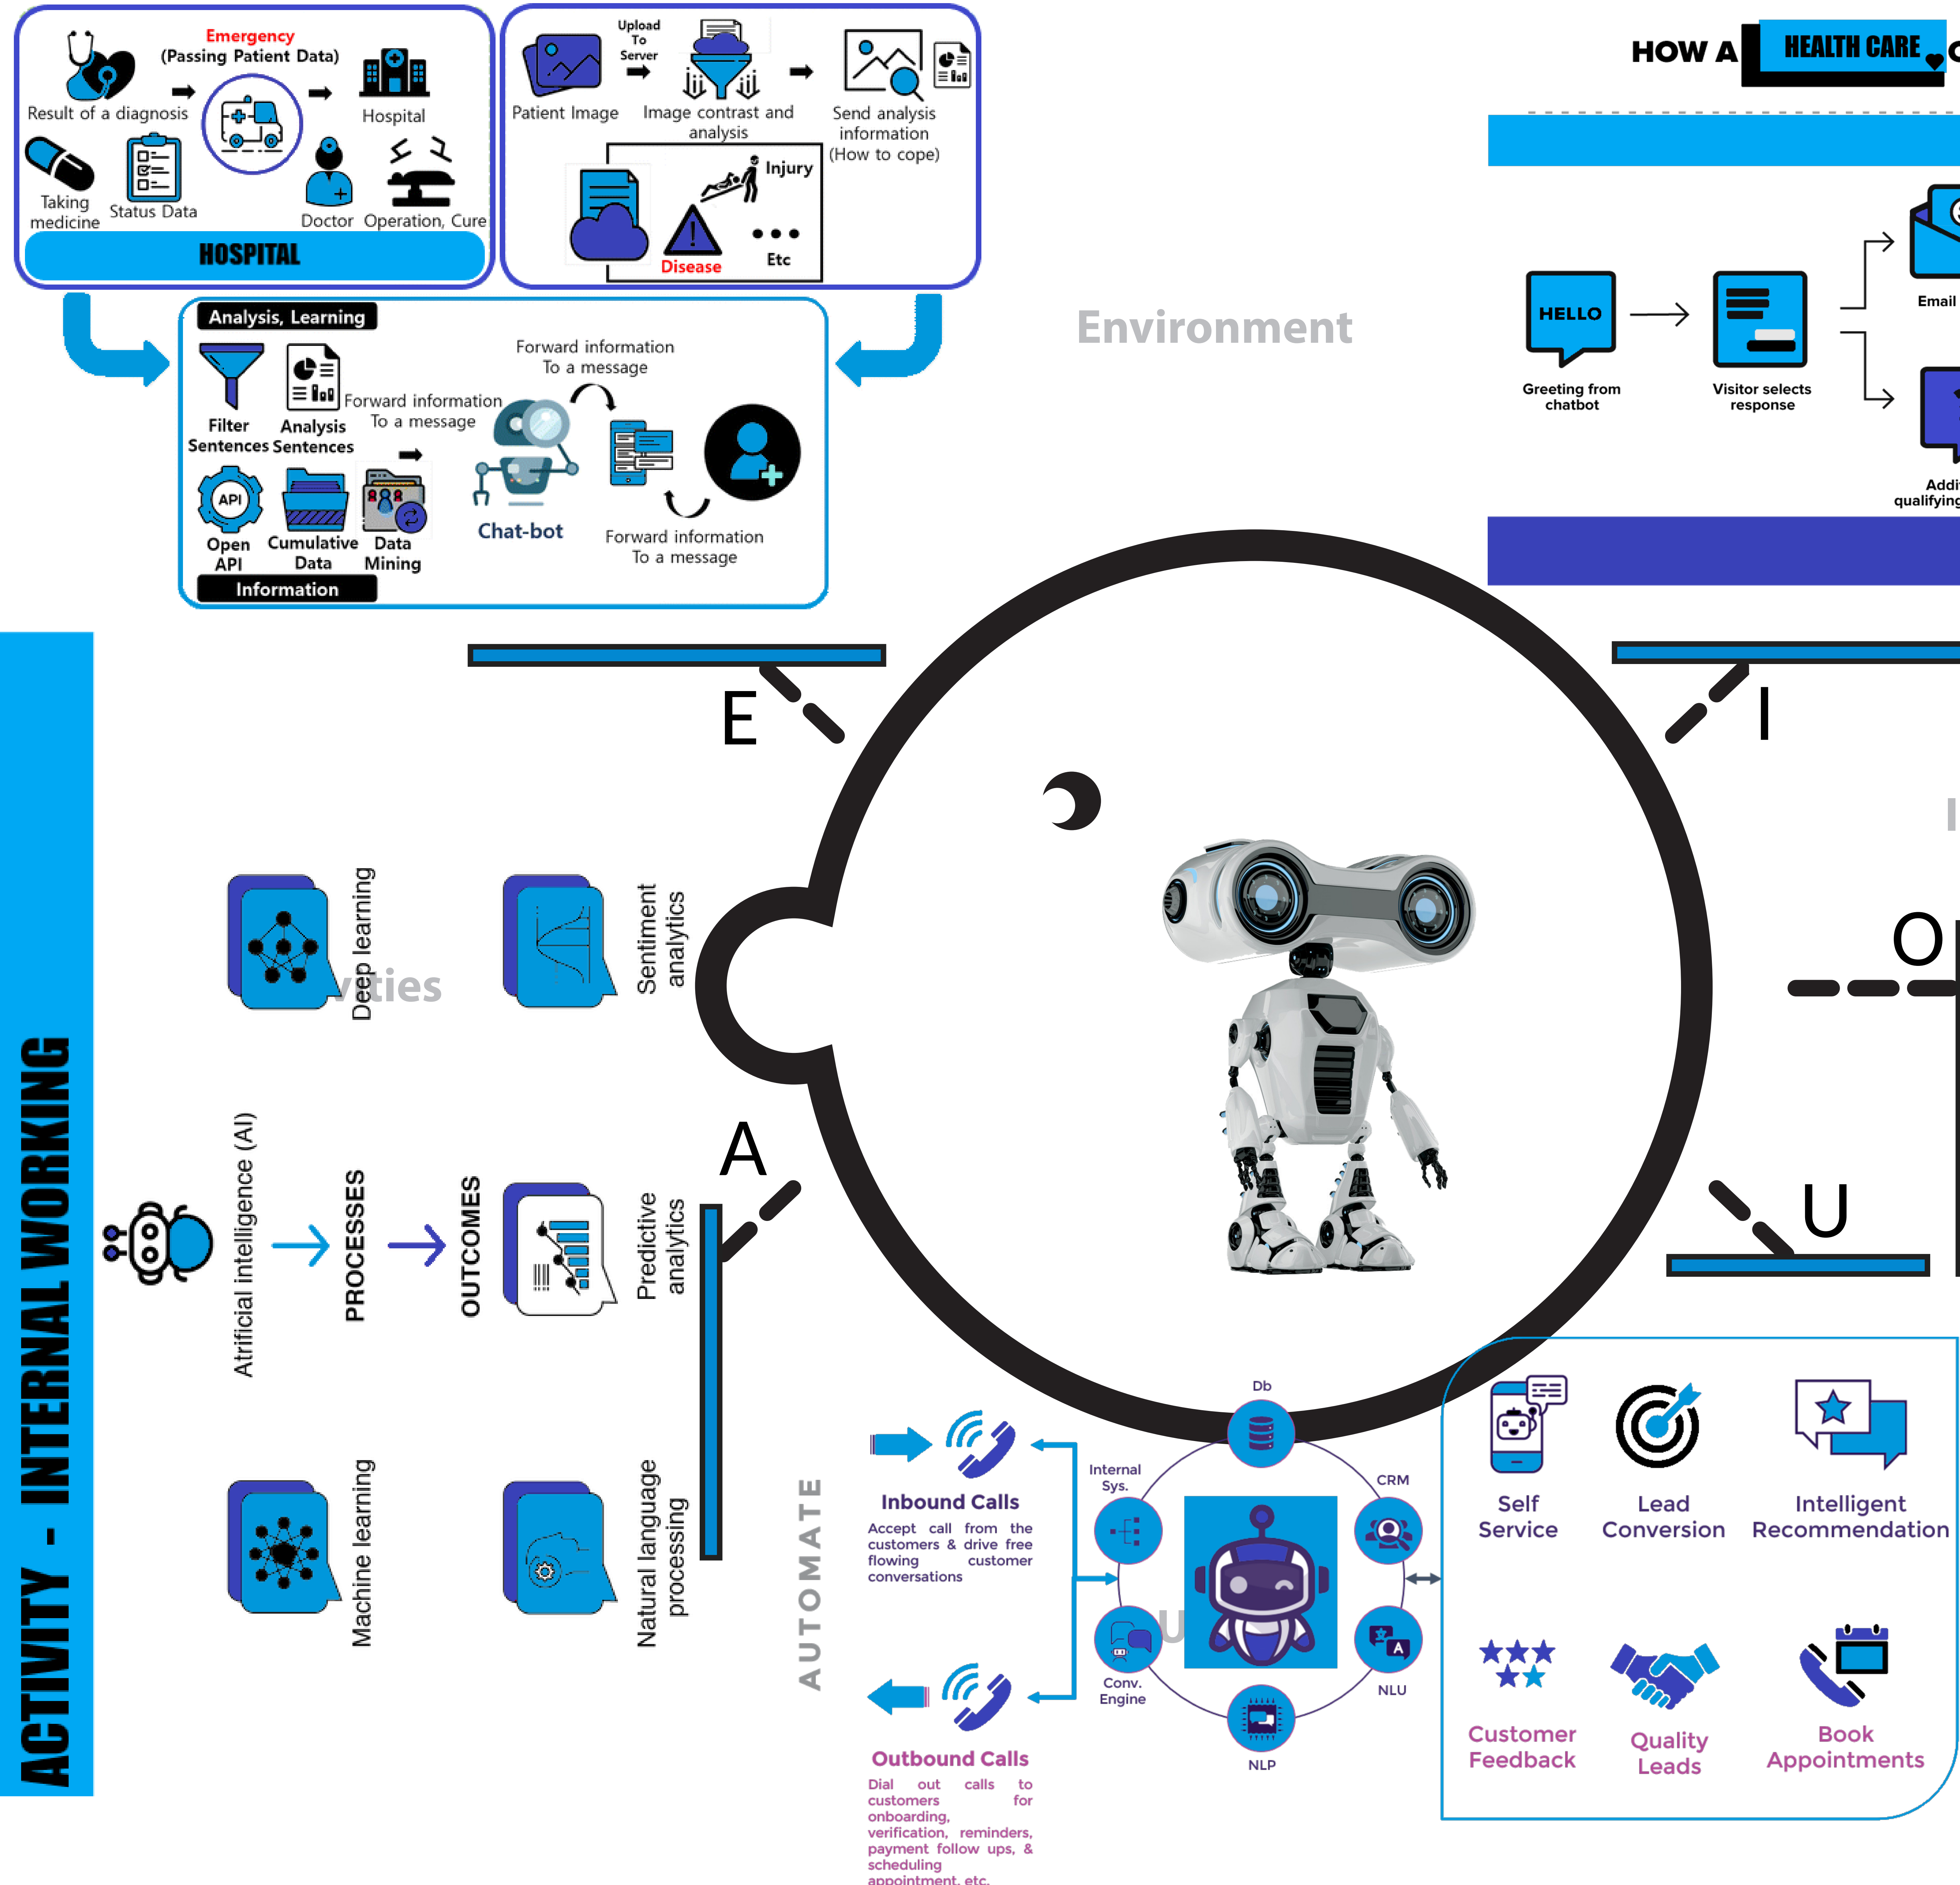 Emergency
(Passing Patient Data)
Result of a diagnosis
Hospital
Taking
medicine
Status Data
Doctor
Operation, Cure
HOSPITAL
Upload
To
Server
Patient Image
Image contrast and
analysis
Send analysis
information
(How to cope)
Injury
Disease
Etc
Analysis, Learning
Filter
Sentences
Analysis
Sentences
Forward information
To a message
Forward information
To a message
API
Open
API
Cumulative
Data
Data
Mining
Chat-bot
Forward information
To a message
Information
Environment
HOW A
HEALTH CARE
HELLO
Greeting from
chatbot
Visitor selects
response
Email
qualifying
E
I
O
A
U
ACTIVITY - INTERNAL WORKING
Deep learning
Sentiment
analytics
Atrificial intelligence (AI)
PROCESSES
OUTCOMES
Predictive
analytics
Machine learning
Natural language
processing
AUTOMATE
Inbound Calls
Accept call from the
customers & drive free
flowing customer
conversations
Outbound Calls
Dial out calls to
customers for
onboarding,
verification, reminders,
payment follow ups, &
scheduling
appointment, etc.
Db
Internal
Sys.
CRM
Conv.
Engine
U
A
NLU
NLP
Self
Service
Lead
Conversion
Intelligent
Recommendation
Customer
Feedback
Quality
Leads
Book
Appointments